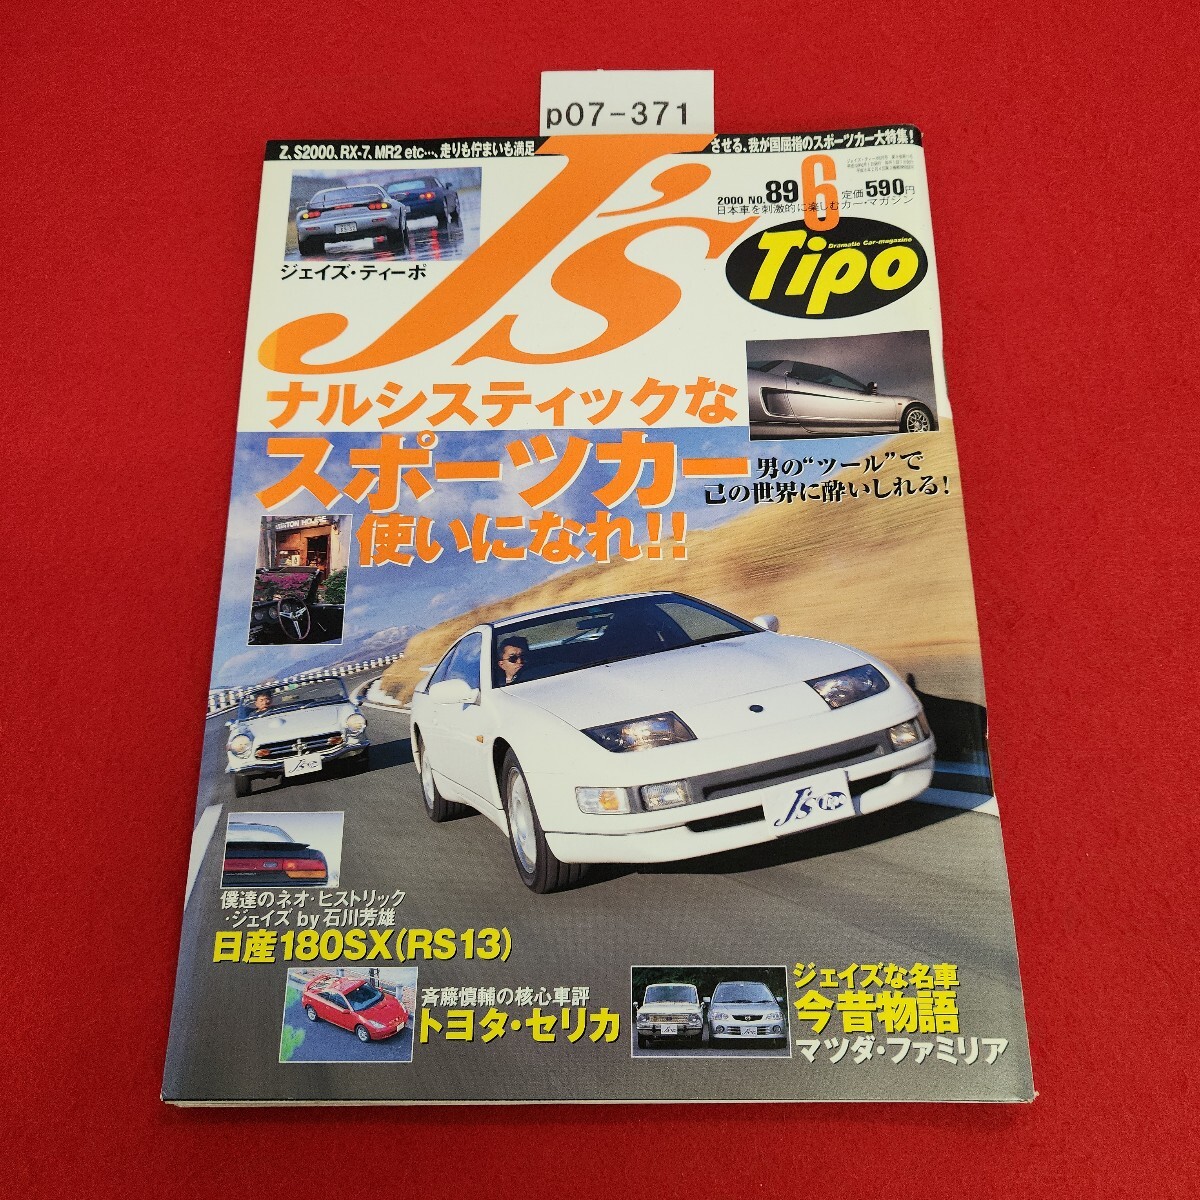 p07-371
Z、S2000、RX-7、MR2 etc…、走りも佇まいも満足
させる、我が国屈指のスポーツカー大特集!
J's
2000 NO.89
6
定価590円
日本車を刺激的に楽しむカー・マガジン
Dramatic Car-magazine
Tipo
ジェイズ・ティーポ
ナルシスティックな
スポーツカー
使いになれ!!
男の“ツール”で
己の世界に酔いしれる!
J's Tipo
僕達のネオ・ヒストリック
・ジェイズ by 石川芳雄
日産180SX(RS13)
斉藤慎輔の核心車評
トヨタ・セリカ
ジェイズな名車
今昔物語
マツダ・ファミリア